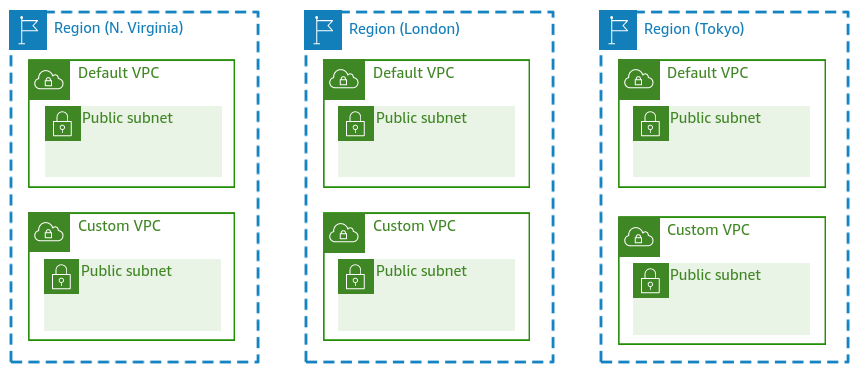 Region (N. Virginia)
Default VPC
Public subnet
Custom VPC
Public subnet
Region (London)
Default VPC
Public subnet
Custom VPC
Public subnet
Region (Tokyo)
Default VPC
Public subnet
Custom VPC
Public subnet